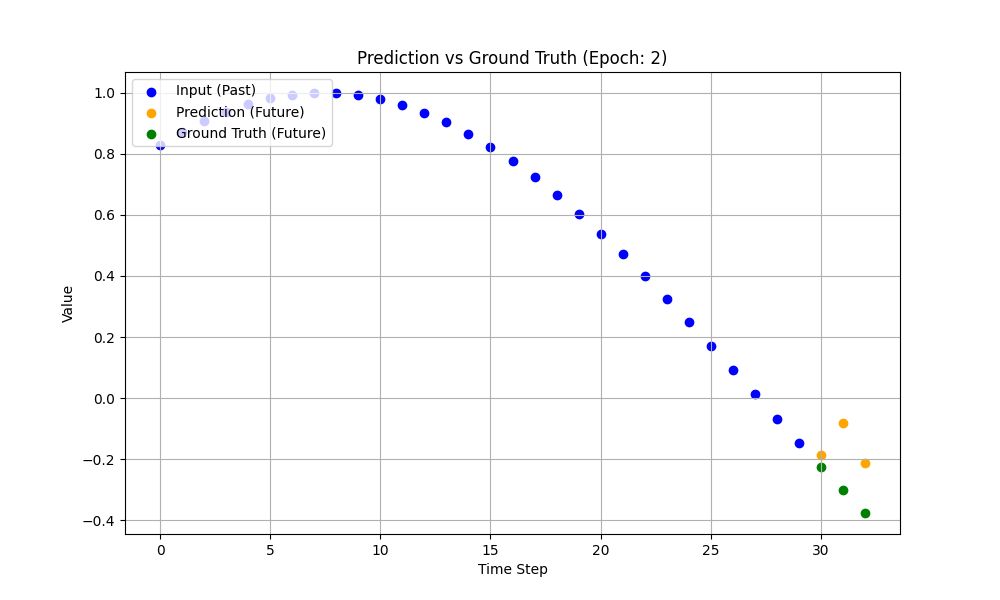 Prediction vs Ground Truth (Epoch: 2)
Input (Past)
Prediction (Future)
Ground Truth (Future)
1.0
0.8
0.6
0.4
0.2
0.0
−0.2
−0.4
Value
0 5 10 15 20 25 30
Time Step